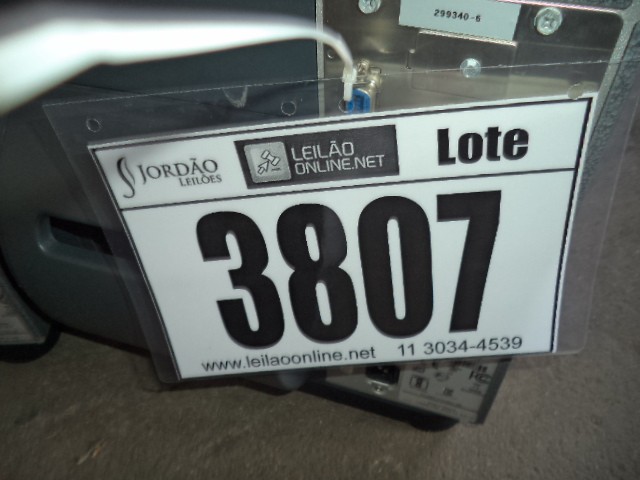 299340-6
JORDÃO
LEILÕES
LEILÃO
ONLINE.NET
Lote
3807
www.leilaoonline.net 11 3034-4539